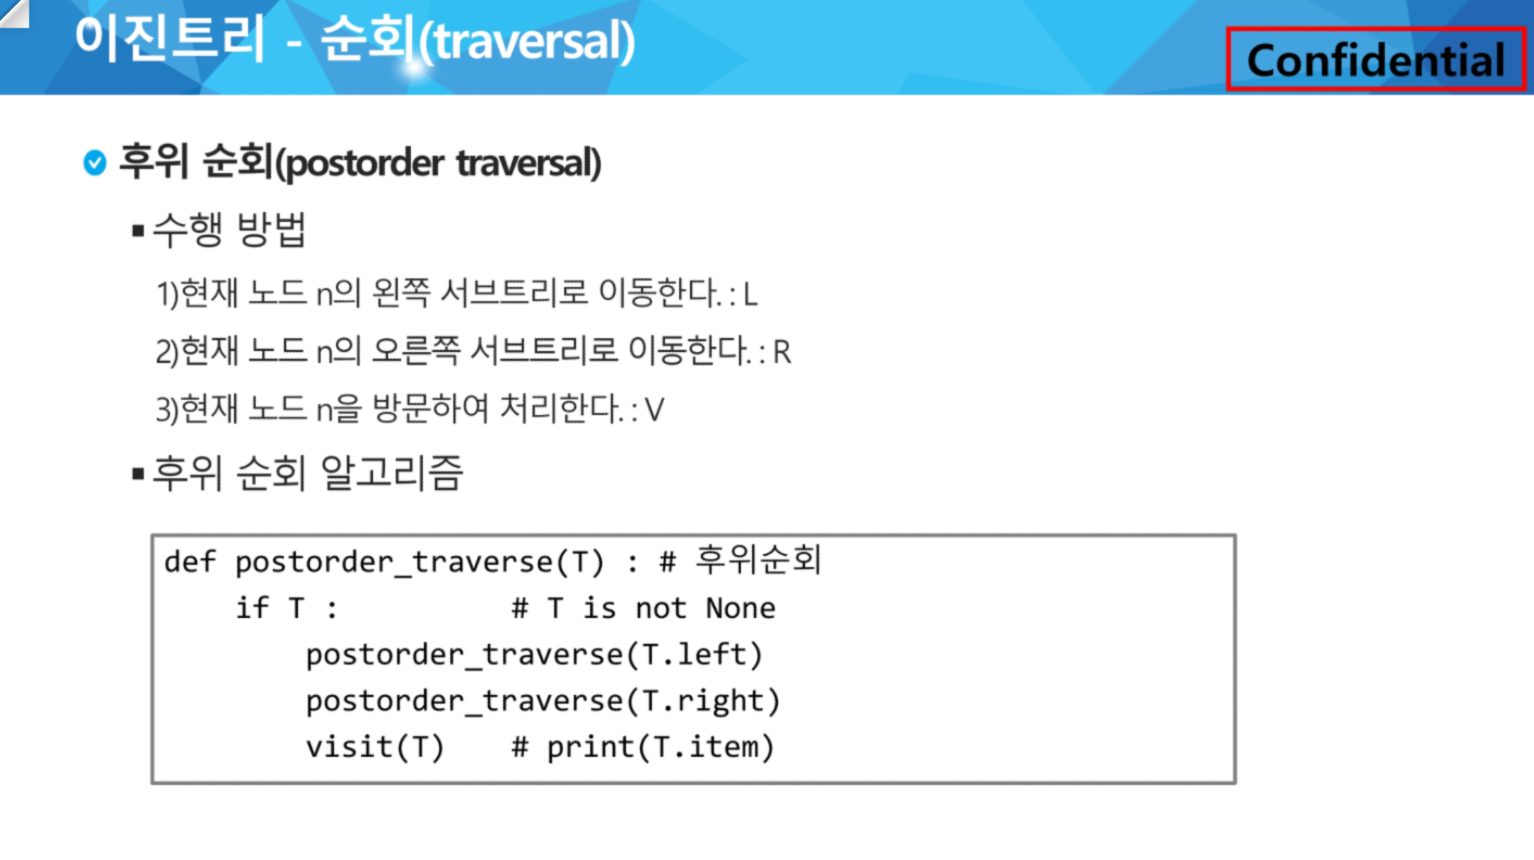 이진트리 - 순회(traversal)
Confidential
후위 순회(postorder traversal)
▪수행 방법
1)현재 노드 n의 왼쪽 서브트리로 이동한다. : L
2)현재 노드 n의 오른쪽 서브트리로 이동한다. : R
3)현재 노드 n을 방문하여 처리한다. : V
▪후위 순회 알고리즘
def postorder_traverse(T) : # 후위순회
    if T :          # T is not None
        postorder_traverse(T.left)
        postorder_traverse(T.right)
        visit(T)    # print(T.item)